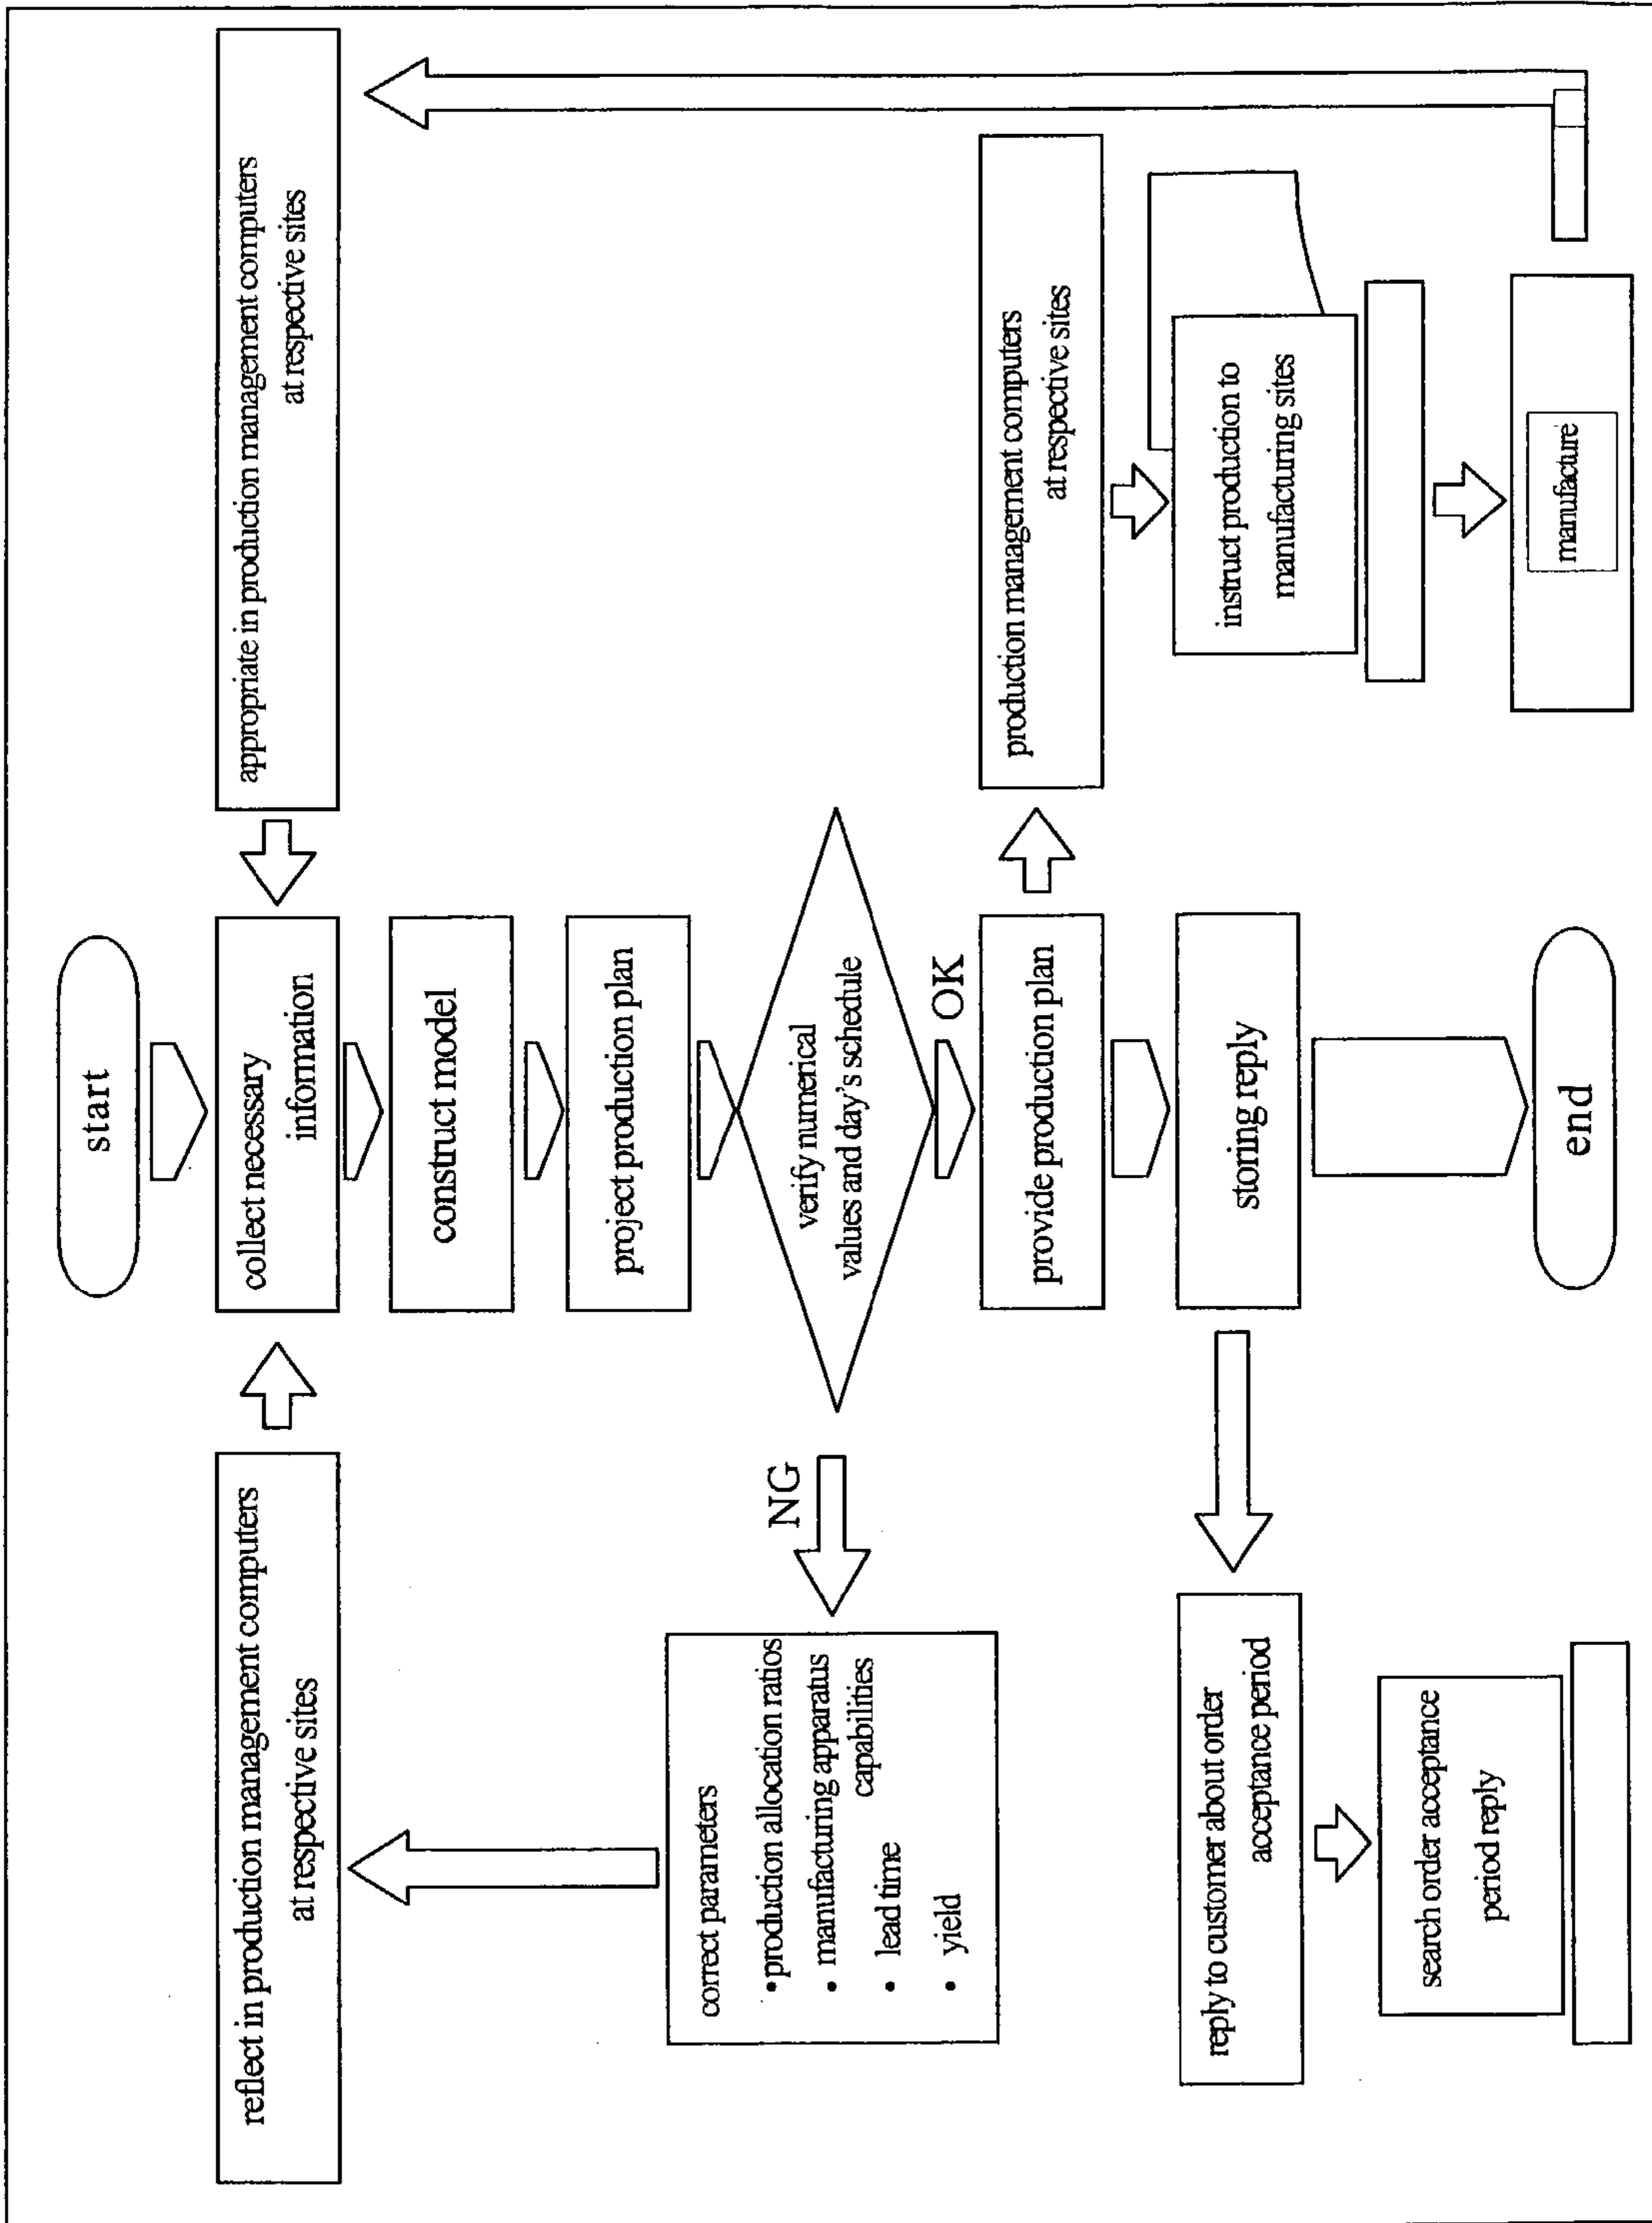 start
collect necessary
information
construct model
project production plan
verify numerical
values and day's schedule
OK
provide production plan
storing reply
end
reflect in production management computers
at respective sites
NG
correct parameters
•production allocation ratios
• manufacturing apparatus
capabilities
• lead time
• yield
reply to customer about order
acceptance period
search order acceptance
period reply
appropriate in production management computers
at respective sites
production management computers
at respective sites
instruct production to
manufacturing sites
manufacture